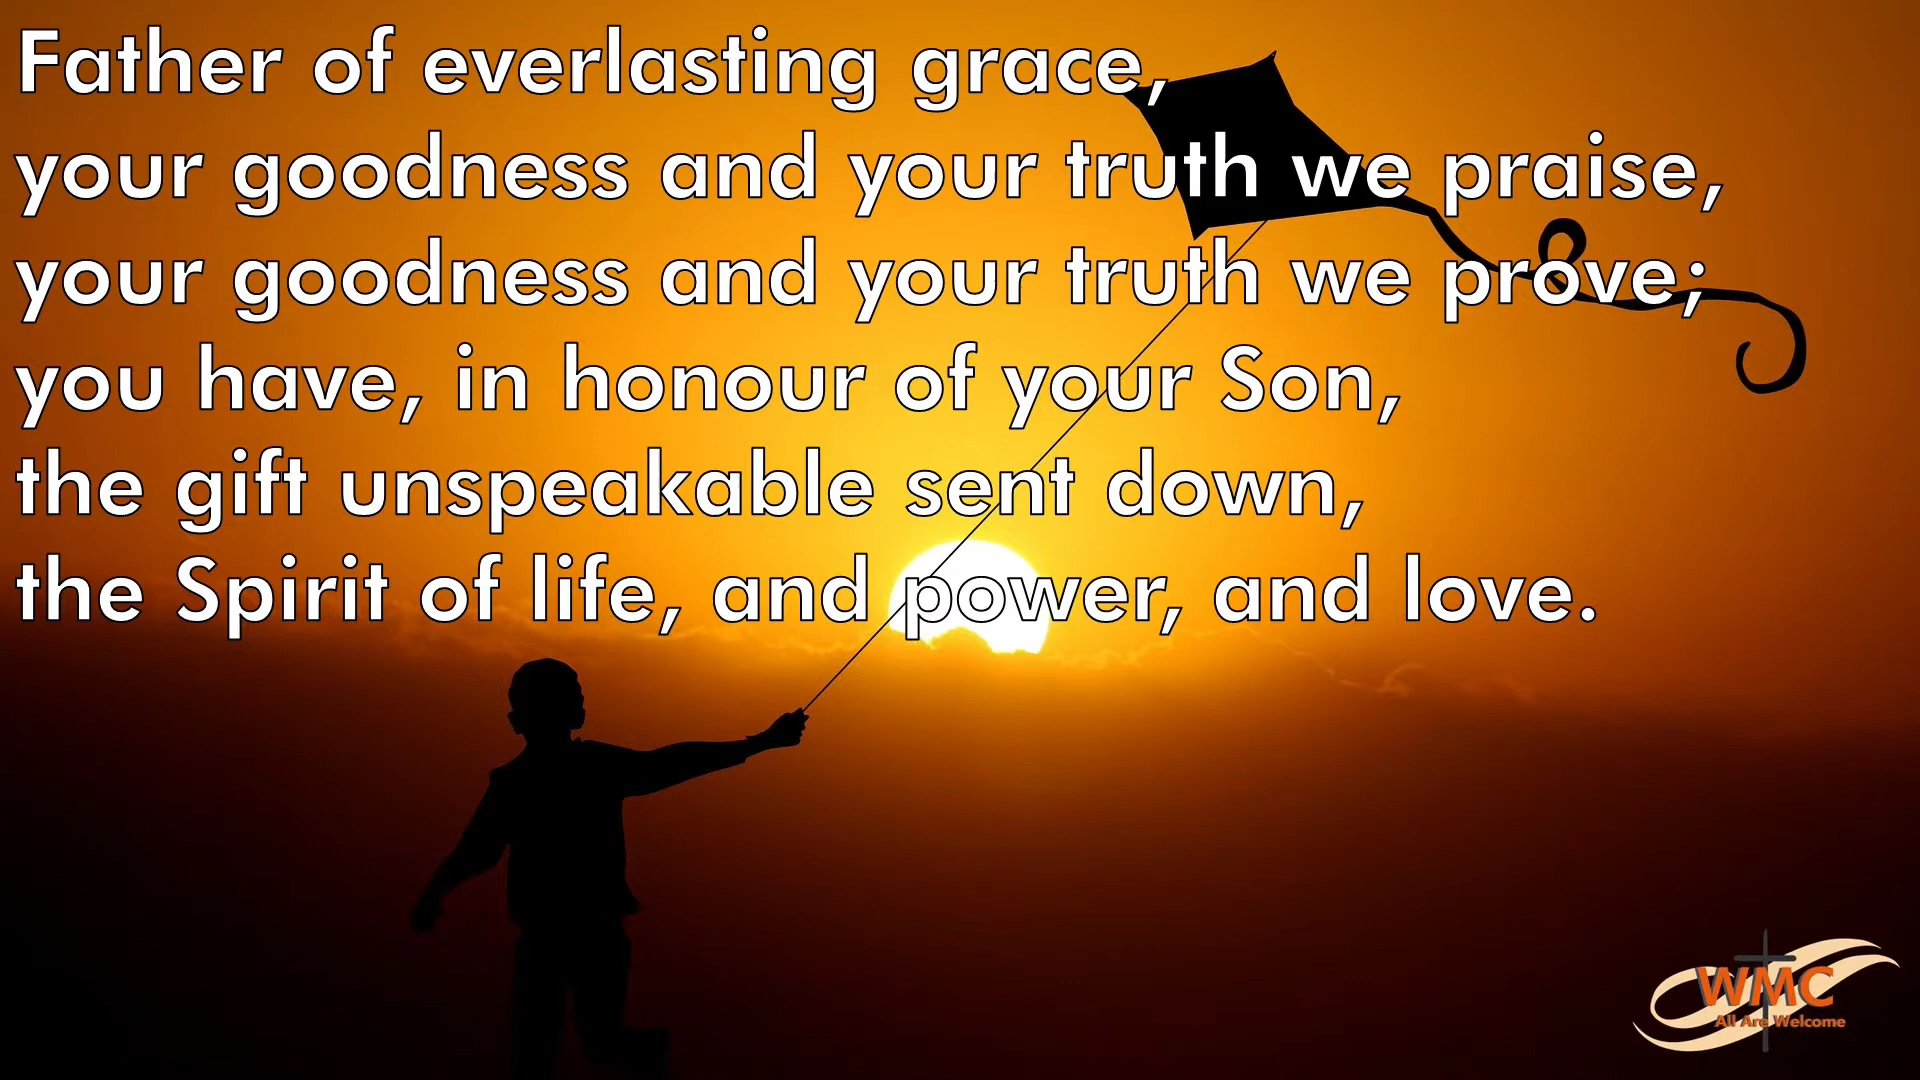 Father of everlasting grace,
your goodness and your truth we praise,
your goodness and your truth we prove;
you have, in honour of your Son,
the gift unspeakable sent down,
the Spirit of life, and power, and love.
WMC
All Are Welcome